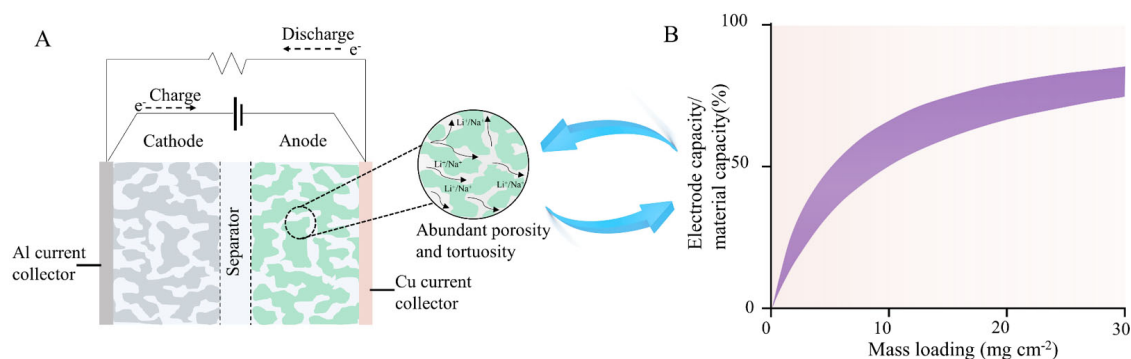 A
Discharge
e-
e- Charge
Cathode
Anode
Separator
Al current
collector
Cu current
collector
Li⁺/Na⁺
Li⁺/Na⁺
Li⁺/Na⁺
Li⁺/Na⁺
Li⁺/Na⁺
Abundant porosity
and tortuosity
B
Electrode capacity/
material capacity(%)
100
50
0
0
10
20
30
Mass loading (mg cm⁻²)